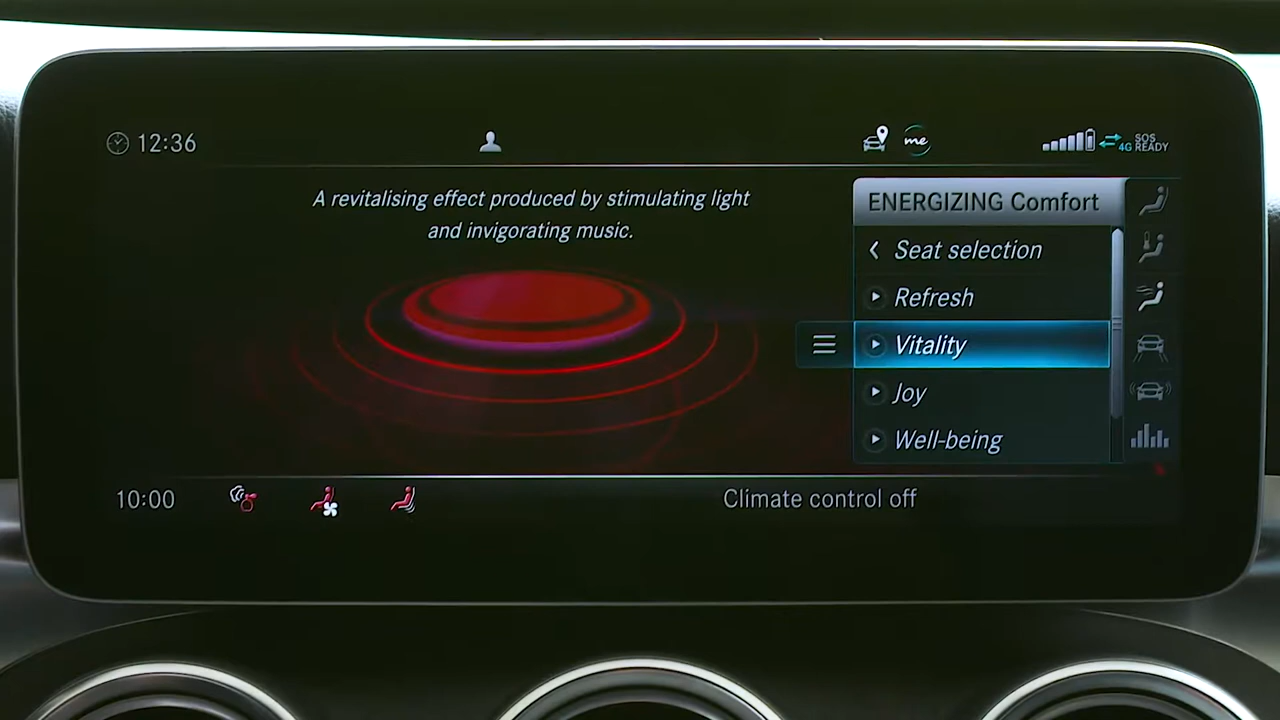 12:36
me
4G
SOS
READY
A revitalising effect produced by stimulating light
and invigorating music.
ENERGIZING Comfort
Seat selection
Refresh
Vitality
Joy
Well-being
10:00
Climate control off